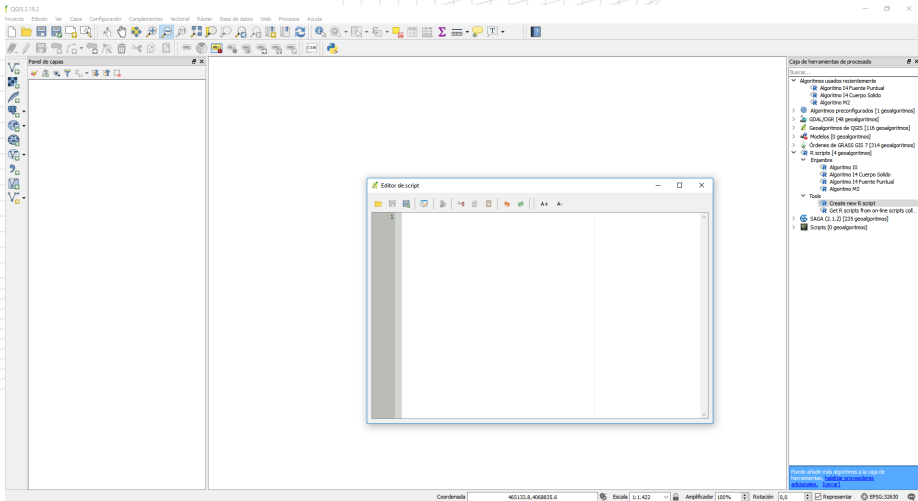 QGIS 2.18.2
Proyecto Edición Ver Capa Configuración Complementos Vectorial Ráster Base de datos Web Procesos Ayuda
CSW
Panel de capas
Caja de herramientas de procesado
Buscar...
Algoritmos usados recientemente
Algoritmo I4 Fuente Puntual
Algoritmo I4 Cuerpo Solido
Algoritmo M2
Algoritmos preconfigurados [1 geoalgoritmos]
GDAL/OGR [48 geoalgoritmos]
Geoalgoritmos de QGIS [116 geoalgoritmos]
Modelos [0 geoalgoritmos]
Órdenes de GRASS GIS 7 [314 geoalgoritmos]
R scripts [4 geoalgoritmos]
Enjambre
Algoritmo I0
Algoritmo I4 Cuerpo Solido
Algoritmo I4 Fuente Puntual
Algoritmo M2
Tools
Create new R script
Get R scripts from on-line scripts coll...
SAGA (2.1.2) [235 geoalgoritmos]
Scripts [0 geoalgoritmos]
Editor de script
A+ A-
1
Puede añadir más algoritmos a la caja de
herramientas, habilitar proveedores
adicionales. [cerrar]
Coordenada 465133.8,4068835.6 Escala 1:1.422 Amplificador 100% Rotación 0,0 Representar EPSG:32630